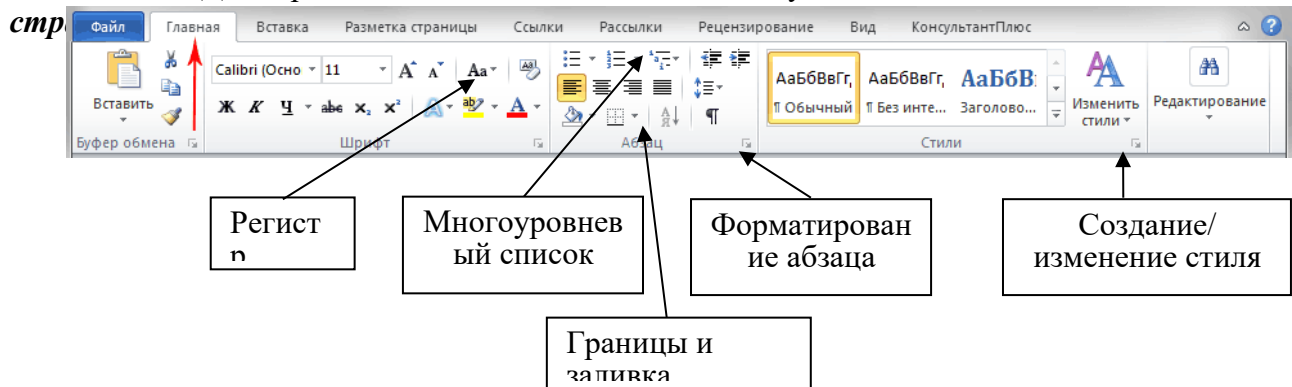 стр
Файл Главная Вставка Разметка страницы Ссылки Рассылки Рецензирование Вид КонсультантПлюс
Calibri (Осно 11 Aa
Вставить
Ж К Ч abc x₂ x² ab А
АаБбВвГг, АаБбВвГг, АаБбВ
¶ Обычный ¶ Без инте... Заголово...
Изменить стили
Редактирование
Буфер обмена Шрифт Абзац Стили
Регист
р
Многоуровнев
ый список
Форматирован
ие абзаца
Создание/
изменение стиля
Границы и
заливка